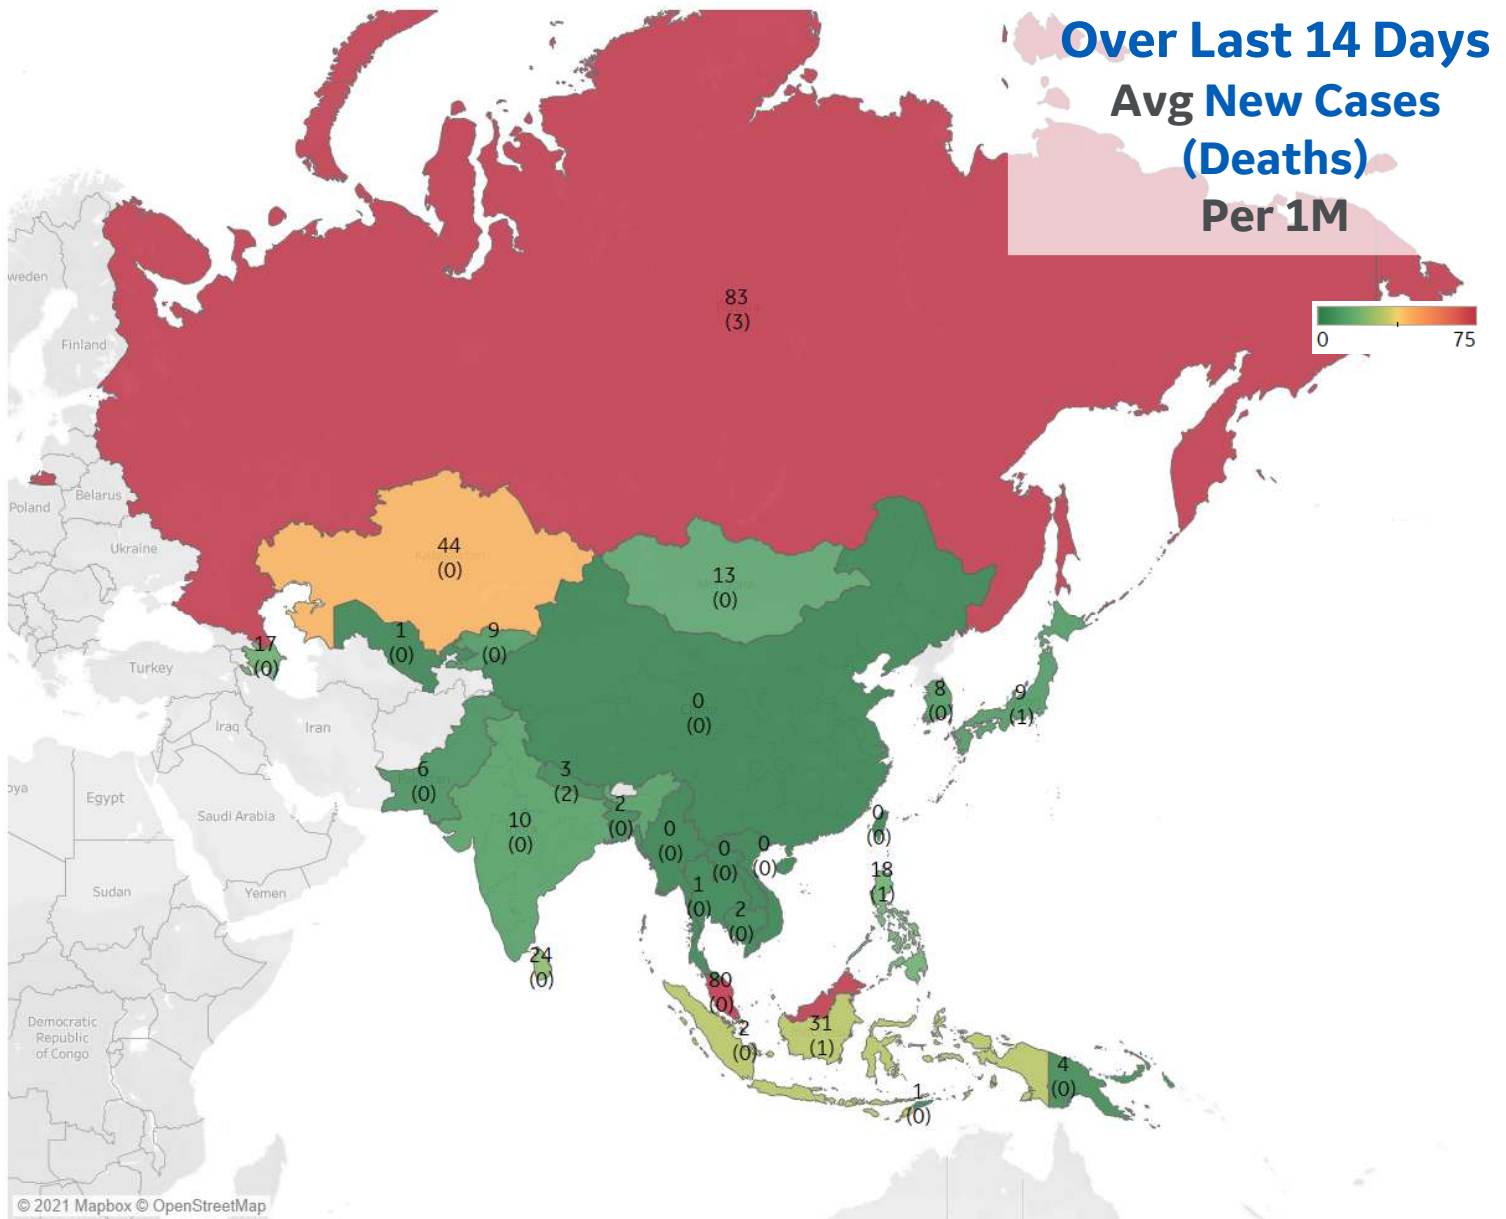 Over Last 14 Days
Avg New Cases
(Deaths)
Per 1M
0 75
83
(3)
weden
Finland
Belarus
Poland
Ukraine
44
(0)
13
(0)
17
(0)
1
(0)
9
(0)
Turkey
Iraq
Iran
0
(0)
8
(0)
9
(1)
6
(0)
3
(2)
2
(0)
10
(0)
oya
Egypt
Saudi Arabia
Sudan
Yemen
0
(0)
0
(0)
0
(0)
0
(0)
1
(0)
2
(0)
18
(1)
24
(0)
80
(0)
2
(0)
31
(1)
4
(0)
1
(0)
Democratic
Republic
of Congo
© 2021 Mapbox © OpenStreetMap